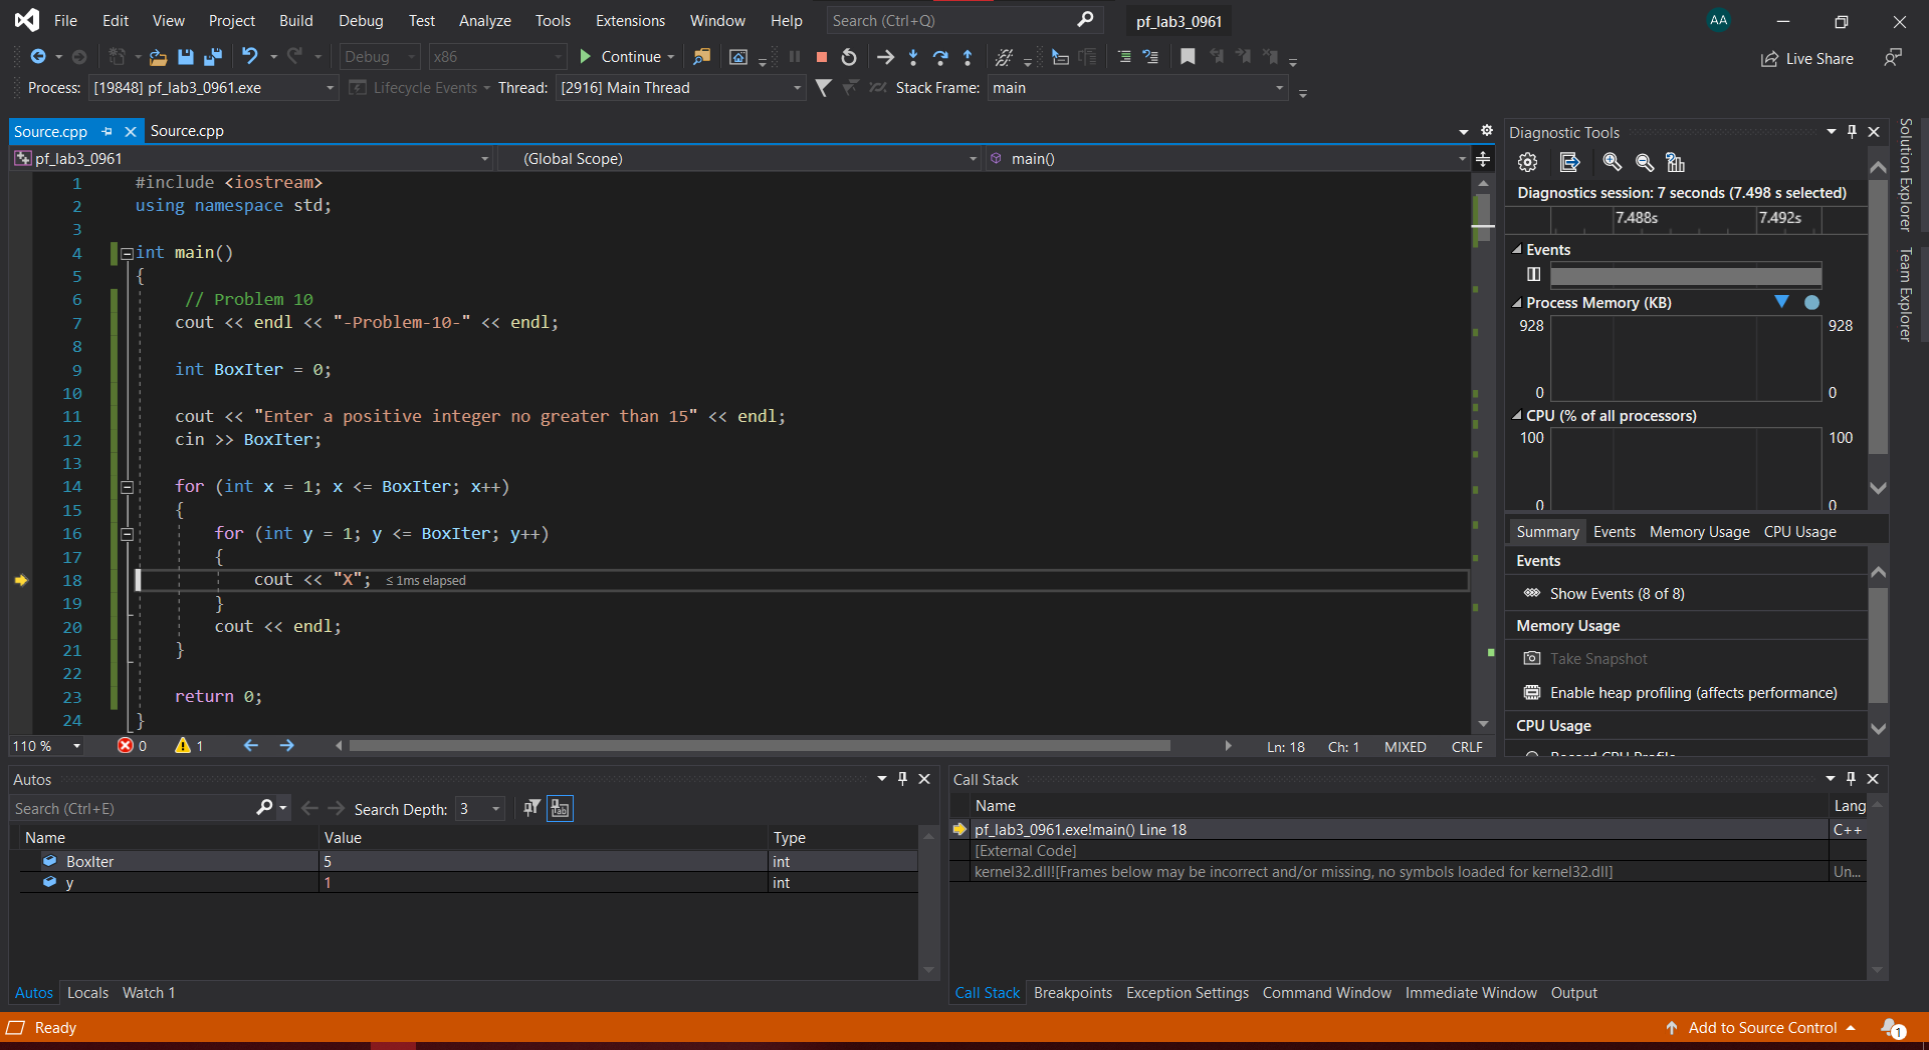 File Edit View Project Build Debug Test Analyze Tools Extensions Window Help Search (Ctrl+Q) pf_lab3_0961 AA
Debug x86 Continue Live Share
Process: [19848] pf_lab3_0961.exe Lifecycle Events Thread: [2916] Main Thread Stack Frame: main
Source.cpp Source.cpp
pf_lab3_0961 (Global Scope) main()
1 #include <iostream>
2 using namespace std;
3
4 int main()
5 {
6 // Problem 10
7 cout << endl << "-Problem-10-" << endl;
8
9 int BoxIter = 0;
10
11 cout << "Enter a positive integer no greater than 15" << endl;
12 cin >> BoxIter;
13
14 for (int x = 1; x <= BoxIter; x++)
15 {
16 for (int y = 1; y <= BoxIter; y++)
17 {
18 cout << "X"; ≤ 1ms elapsed
19 }
20 cout << endl;
21 }
22
23 return 0;
24 }
110 % 0 1 Ln: 18 Ch: 1 MIXED CRLF
Diagnostic Tools
Diagnostics session: 7 seconds (7.498 s selected)
7.488s 7.492s
Events
Process Memory (KB)
928 928
0 0
CPU (% of all processors)
100 100
0 0
Summary Events Memory Usage CPU Usage
Events
Show Events (8 of 8)
Memory Usage
Take Snapshot
Enable heap profiling (affects performance)
CPU Usage
Record CPU Profile
Solution Explorer
Team Explorer
Autos
Search (Ctrl+E) Search Depth: 3
Name Value Type
BoxIter 5 int
y 1 int
Autos Locals Watch 1
Call Stack
Name Lang
pf_lab3_0961.exe!main() Line 18 C++
[External Code]
kernel32.dll![Frames below may be incorrect and/or missing, no symbols loaded for kernel32.dll] Un...
Call Stack Breakpoints Exception Settings Command Window Immediate Window Output
Ready Add to Source Control 1